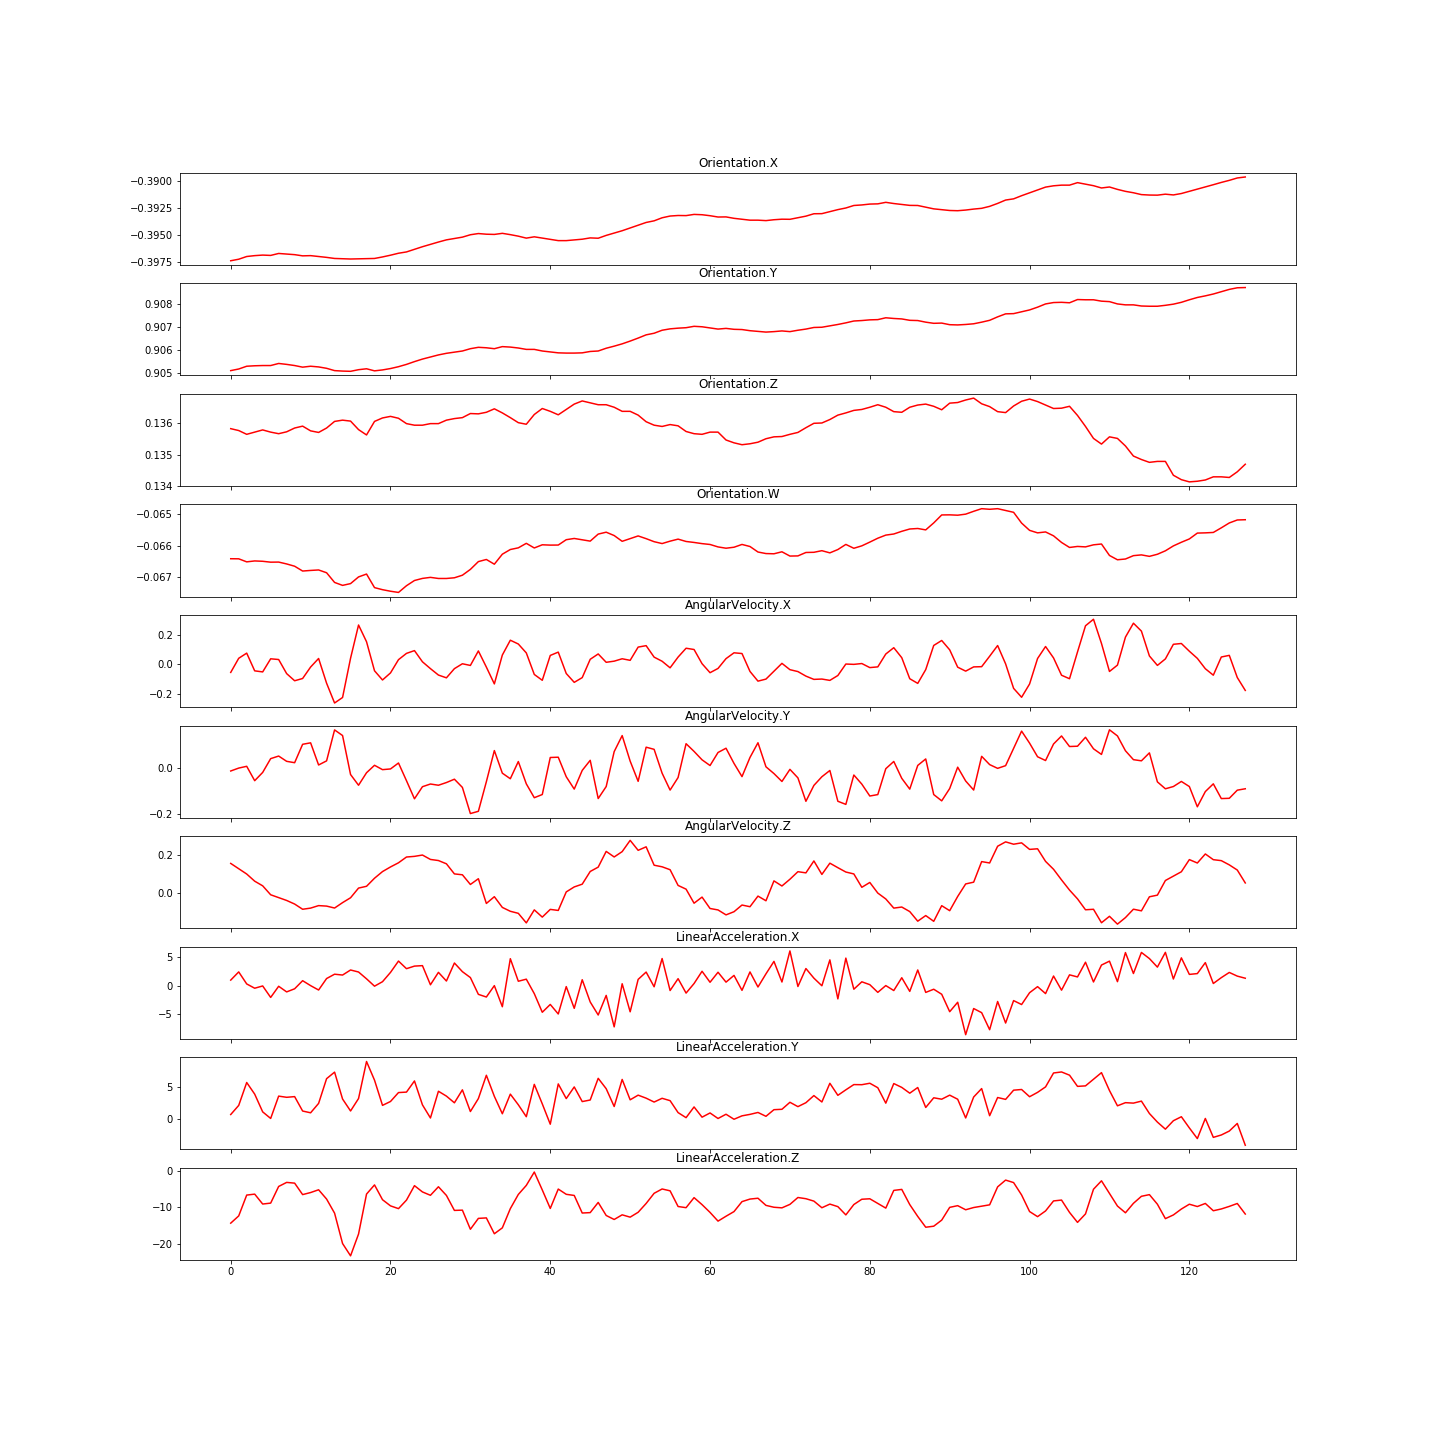 Orientation.X
−0.3900
−0.3925
−0.3950
−0.3975
Orientation.Y
0.908
0.907
0.906
0.905
Orientation.Z
0.136
0.135
0.134
Orientation.W
−0.065
−0.066
−0.067
AngularVelocity.X
0.2
0.0
−0.2
AngularVelocity.Y
0.0
−0.2
AngularVelocity.Z
0.2
0.0
LinearAcceleration.X
5
0
−5
LinearAcceleration.Y
5
0
LinearAcceleration.Z
0
−10
−20
0 20 40 60 80 100 120